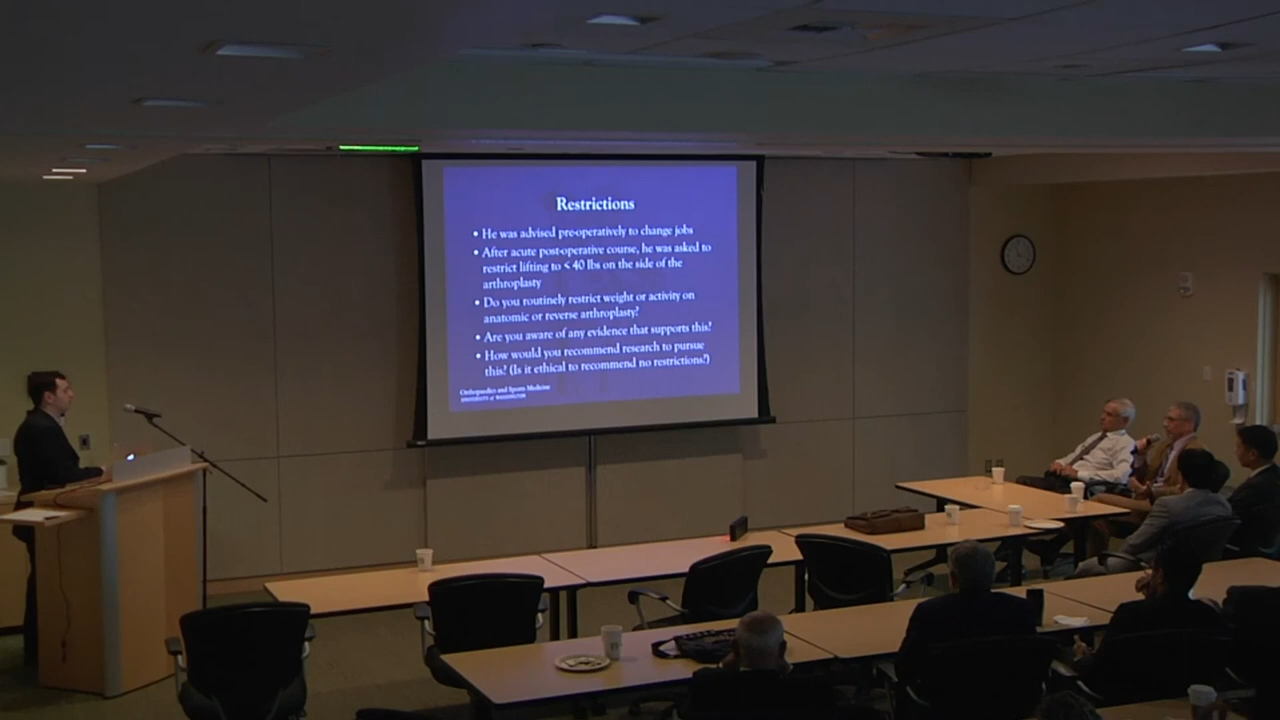 Restrictions
• He was advised pre-operatively to change jobs
• After acute post-operative course, he was asked to
restrict lifting to < 40 lbs on the side of the
arthroplasty
• Do you routinely restrict weight or activity on
anatomic or reverse arthroplasty?
• Are you aware of any evidence that supports this?
• How would you recommend research to pursue
this? (Is it ethical to recommend no restrictions?)
Orthopaedics and Sports Medicine
UNIVERSITY of WASHINGTON